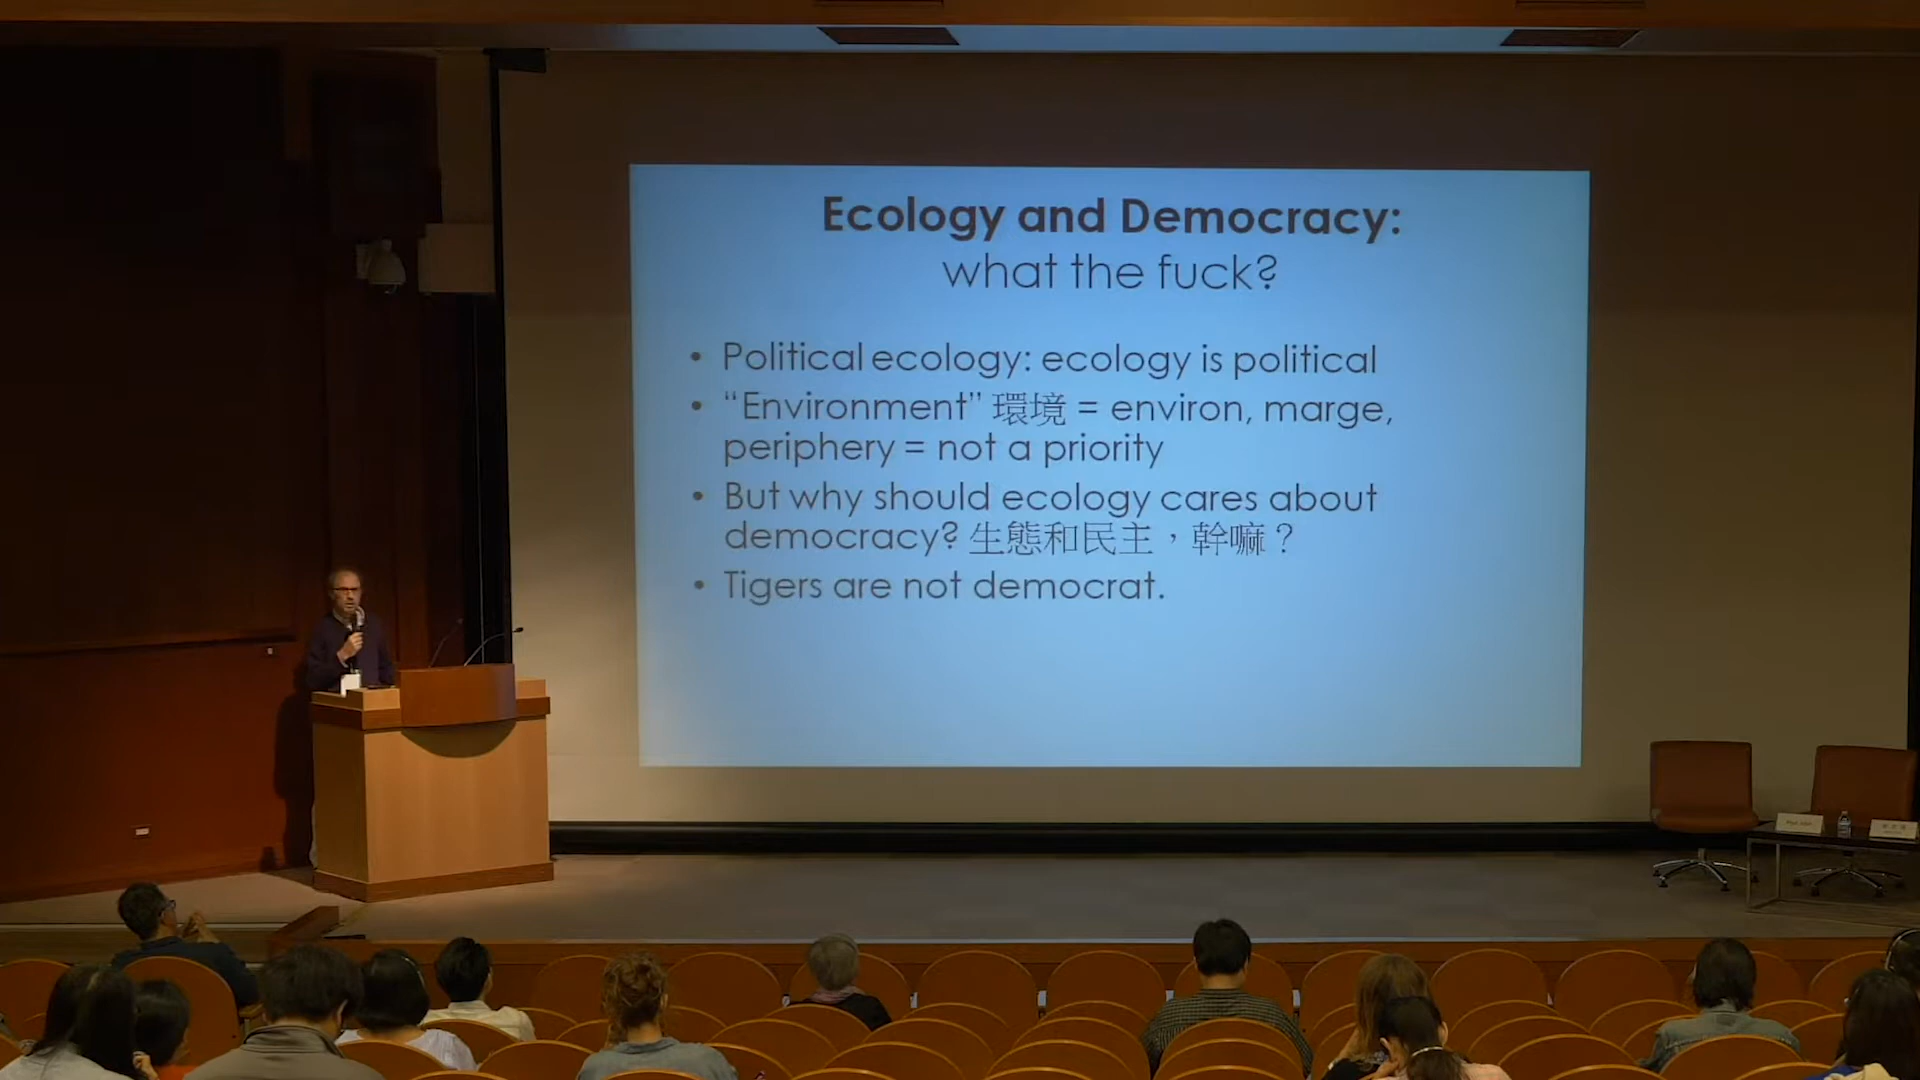 Ecology and Democracy:
what the fuck?
• Political ecology: ecology is political
• “Environment” 環境 = environ, marge,
periphery = not a priority
• But why should ecology cares about
democracy? 生態和民主，幹嘛？
• Tigers are not democrat.